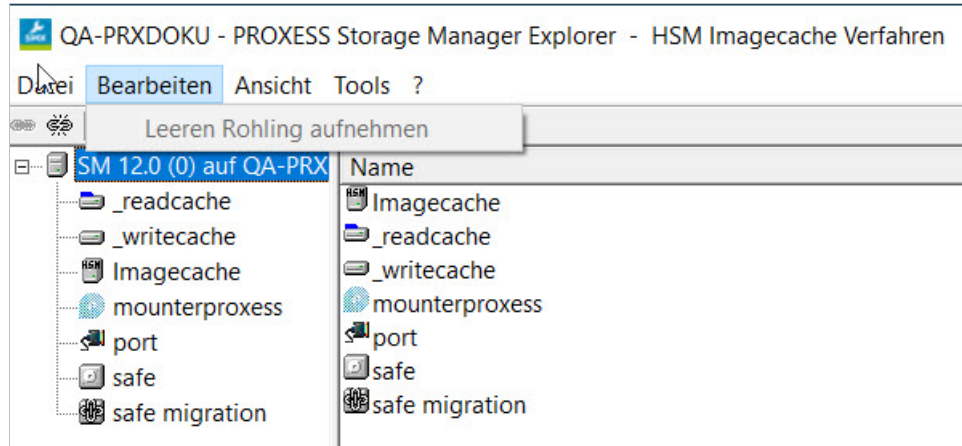 QA-PRXDOKU - PROXESS Storage Manager Explorer - HSM Imagecache Verfahren
Datei Bearbeiten Ansicht Tools ?
Leeren Rohling aufnehmen
SM 12.0 (0) auf QA-PRX
_readcache
_writecache
Imagecache
mounterproxess
port
safe
safe migration
Name
Imagecache
_readcache
_writecache
mounterproxess
port
safe
safe migration